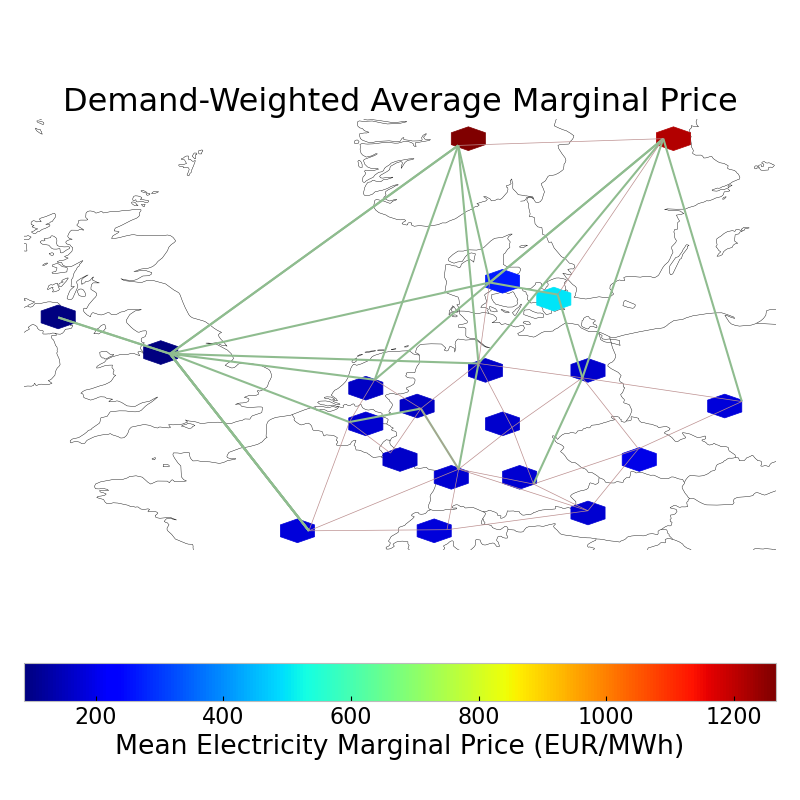 Demand-Weighted Average Marginal Price
200 400 600 800 1000 1200
Mean Electricity Marginal Price (EUR/MWh)